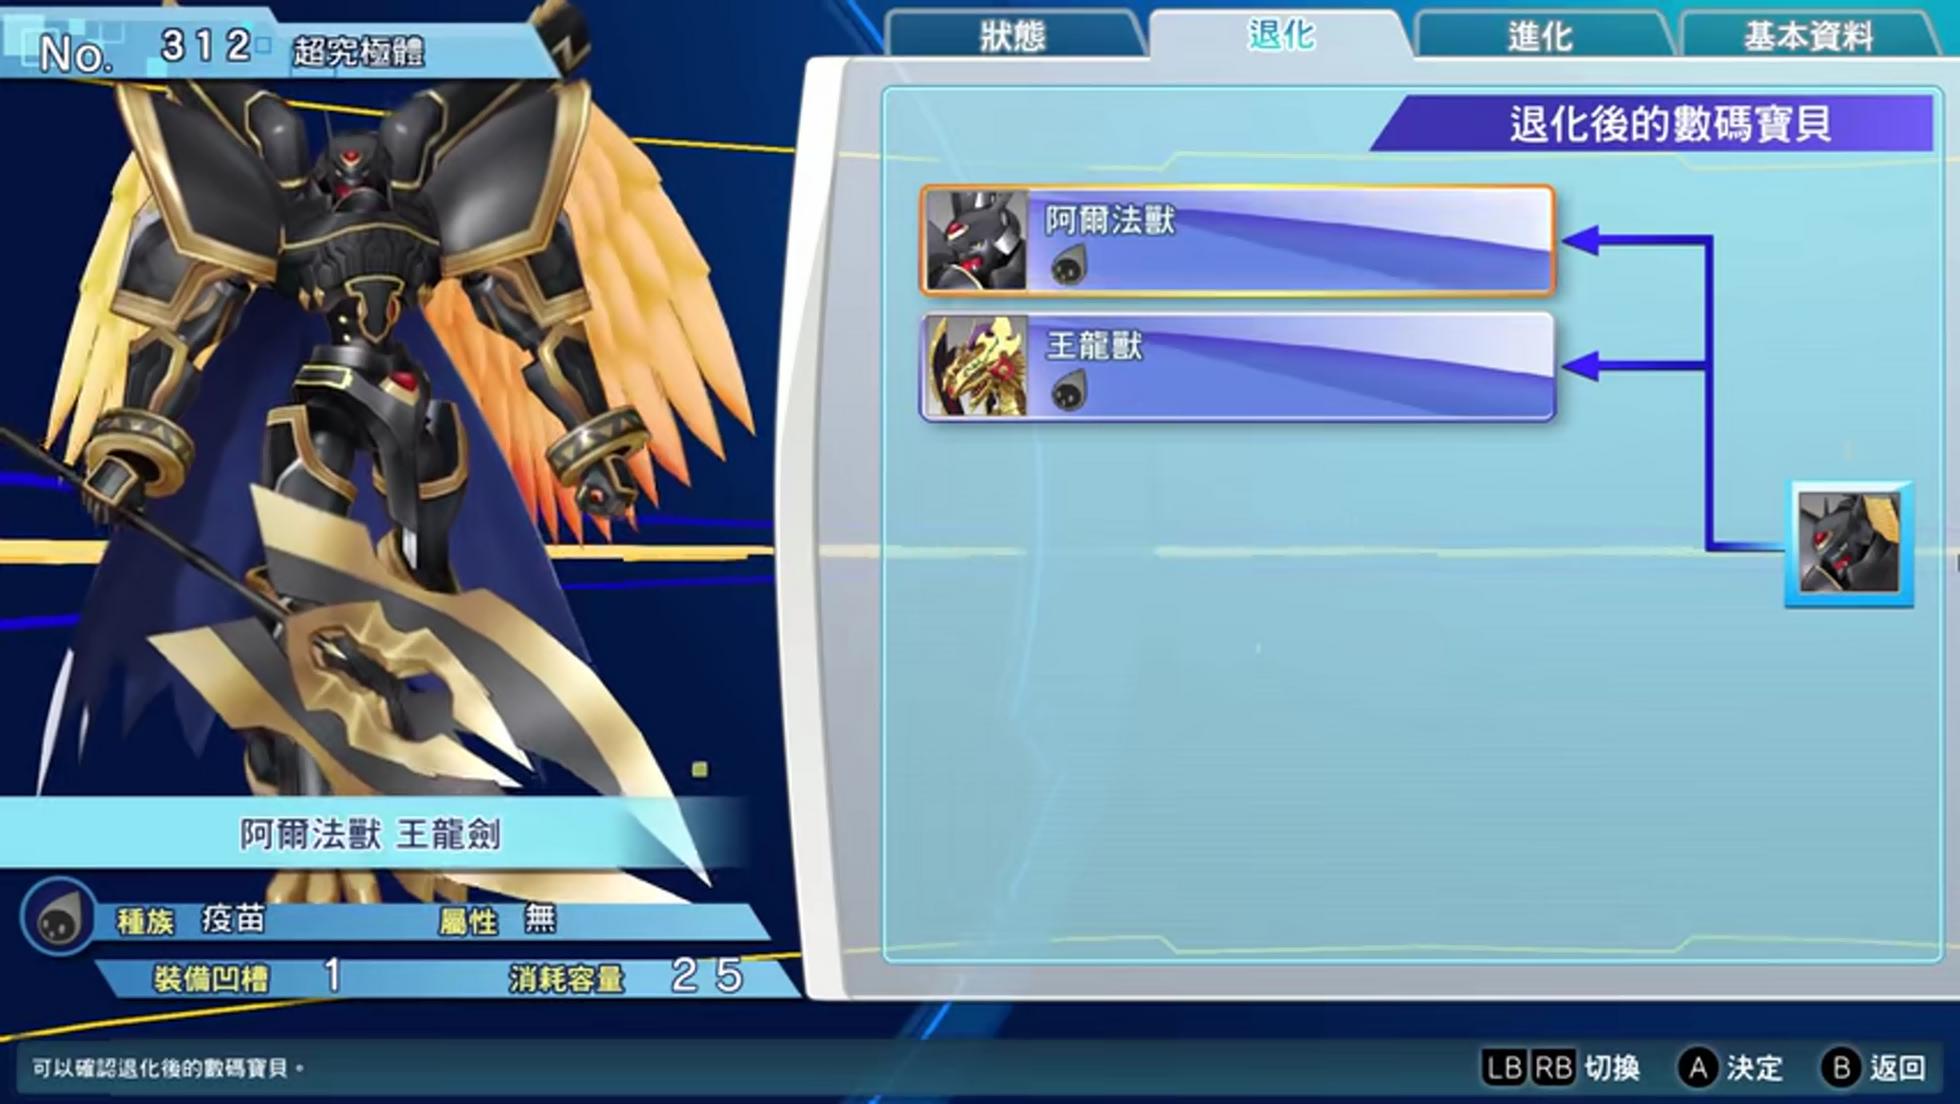 No. 312 超究極體
狀態 退化 進化 基本資料
退化後的數碼寶貝
阿爾法獸
王龍獸
阿爾法獸 王龍劍
種族 疫苗 屬性 無
裝備凹槽 1 消耗容量 25
可以確認退化後的數碼寶貝。
LB RB 切換 A 決定 B 返回